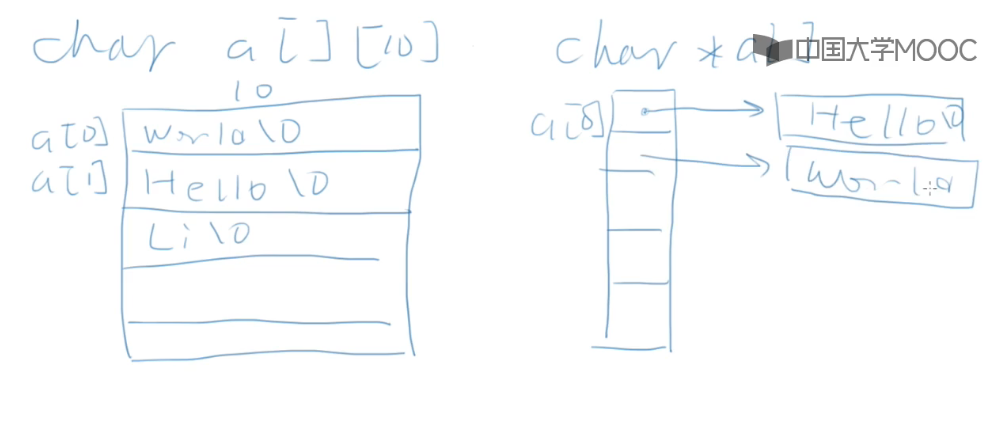 char a[][10]
10
a[0] World\0
a[1] Hello\0
Li\0
char *a[]
中国大学MOOC
a[0]
Hello\0
World